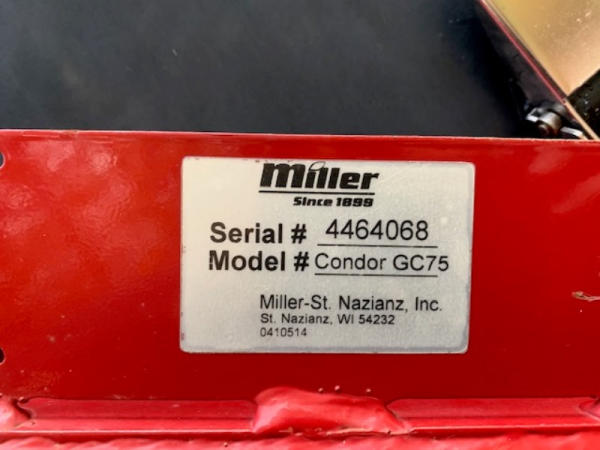 Miller
Since 1899
Serial # 4464068
Model # Condor GC75
Miller-St. Nazianz, Inc.
St. Nazianz, WI 54232
0410514